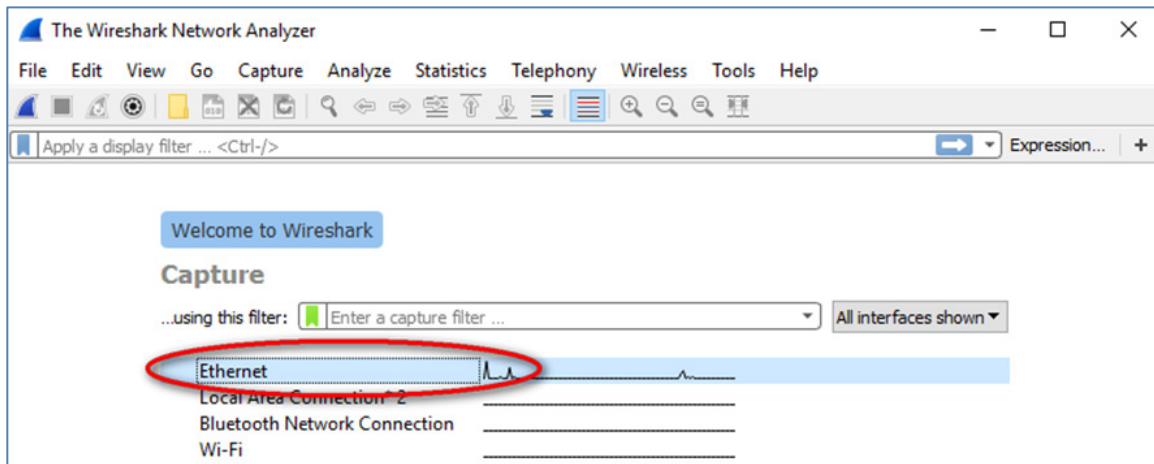 The Wireshark Network Analyzer
File Edit View Go Capture Analyze Statistics Telephony Wireless Tools Help
Apply a display filter ... <Ctrl-/> Expression... +
Welcome to Wireshark
Capture
...using this filter: Enter a capture filter ... All interfaces shown
Ethernet
Local Area Connection* 2
Bluetooth Network Connection
Wi-Fi